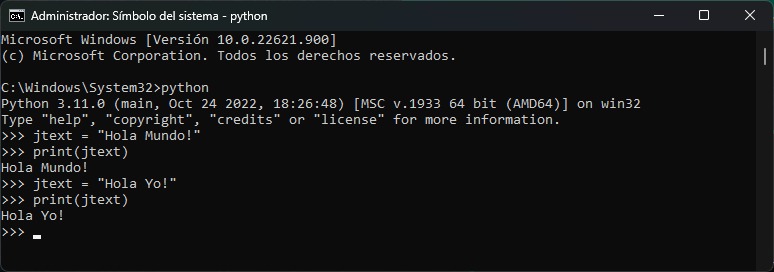 Administrador: Símbolo del sistema - python
Microsoft Windows [Versión 10.0.22621.900]
(c) Microsoft Corporation. Todos los derechos reservados.
C:\Windows\System32>python
Python 3.11.0 (main, Oct 24 2022, 18:26:48) [MSC v.1933 64 bit (AMD64)] on win32
Type "help", "copyright", "credits" or "license" for more information.
>>> jtext = "Hola Mundo!"
>>> print(jtext)
Hola Mundo!
>>> jtext = "Hola Yo!"
>>> print(jtext)
Hola Yo!
>>>